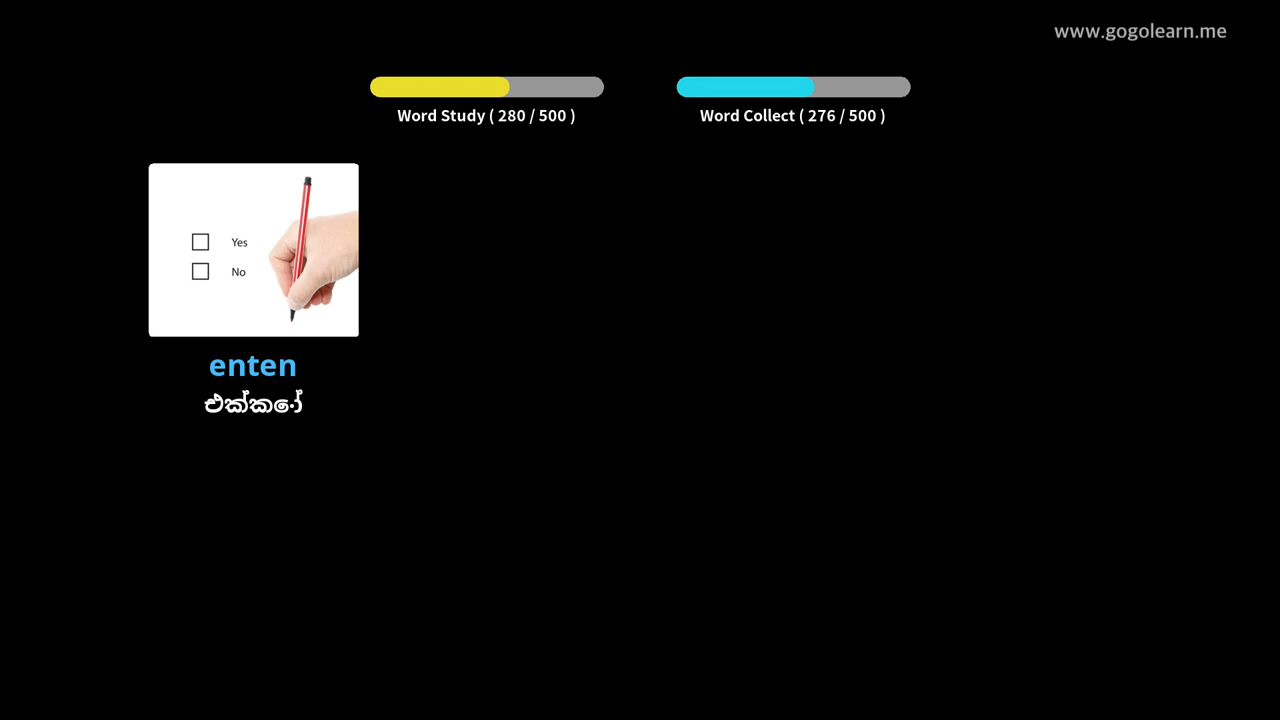 www.gogolearn.me
Word Study ( 280 / 500 )
Word Collect ( 276 / 500 )
Yes
No
enten
එක්කෝ